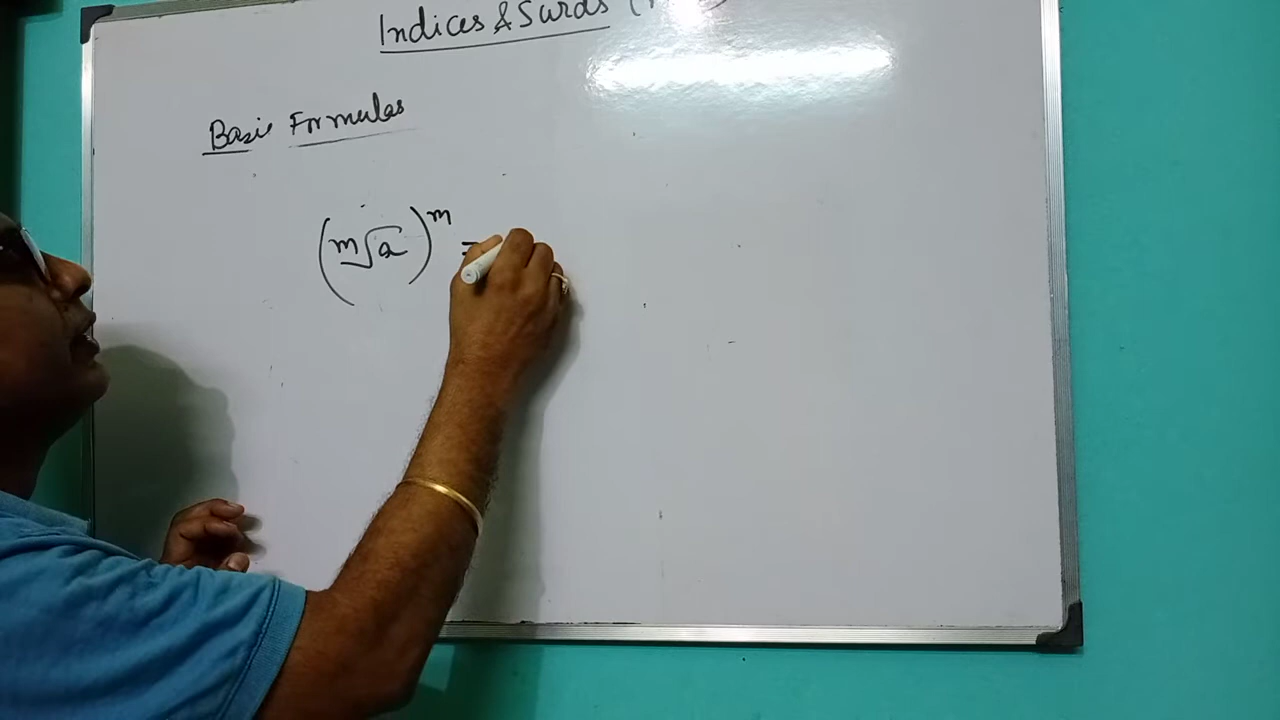 Indices & Surds (
Basic Formulas
(m√a)^m =